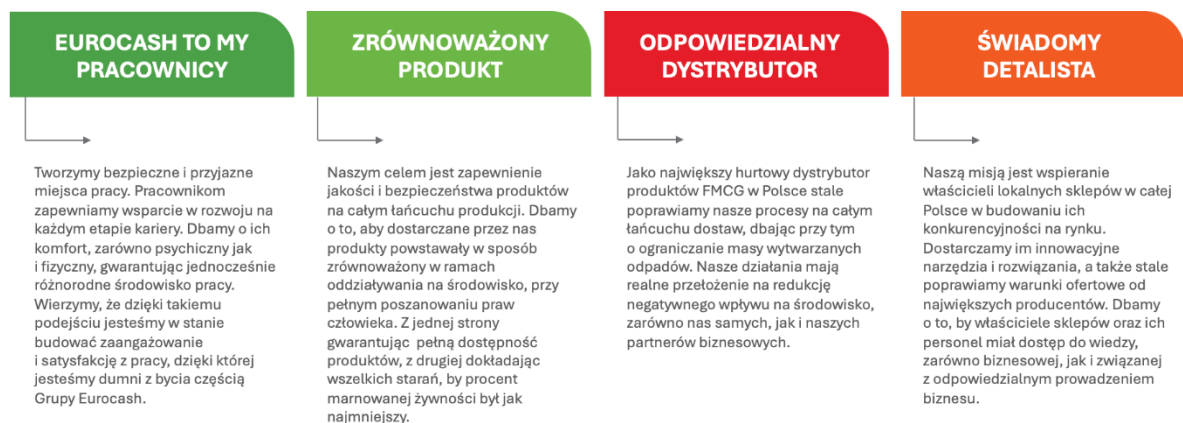 EUROCASH TO MY
PRACOWNICY
Tworzymy bezpieczne i przyjazne
miejsca pracy. Pracownikom
zapewniamy wsparcie w rozwoju na
każdym etapie kariery. Dbamy o ich
komfort, zarówno psychiczny jak
i fizyczny, gwarantując jednocześnie
różnorodne środowisko pracy.
Wierzymy, że dzięki takiemu
podejściu jesteśmy w stanie
budować zaangażowanie
i satysfakcję z pracy, dzięki której
jesteśmy dumni z bycia częścią
Grupy Eurocash.
ZRÓWNOWAŻONY
PRODUKT
Naszym celem jest zapewnienie
jakości i bezpieczeństwa produktów
na całym łańcuchu produkcji. Dbamy
o to, aby dostarczane przez nas
produkty powstawały w sposób
zrównoważony w ramach
oddziaływania na środowisko, przy
pełnym poszanowaniu praw
człowieka. Z jednej strony
gwarantując pełną dostępność
produktów, z drugiej dokładając
wszelkich starań, by procent
marnowanej żywności był jak
najmniejszy.
ODPOWIEDZIALNY
DYSTRYBUTOR
Jako największy hurtowy dystrybutor
produktów FMCG w Polsce stale
poprawiamy nasze procesy na całym
łańcuchu dostaw, dbając przy tym
o ograniczanie masy wytwarzanych
odpadów. Nasze działania mają
realne przełożenie na redukcję
negatywnego wpływu na środowisko,
zarówno nas samych, jak i naszych
partnerów biznesowych.
ŚWIADOMY
DETALISTA
Naszą misją jest wspieranie
właścicieli lokalnych sklepów w całej
Polsce w budowaniu ich
konkurencyjności na rynku.
Dostarczamy im innowacyjne
narzędzia i rozwiązania, a także stale
poprawiamy warunki ofertowe od
największych producentów. Dbamy
o to, by właściciele sklepów oraz ich
personel miał dostęp do wiedzy,
zarówno biznesowej, jak i związanej
z odpowiedzialnym prowadzeniem
biznesu.